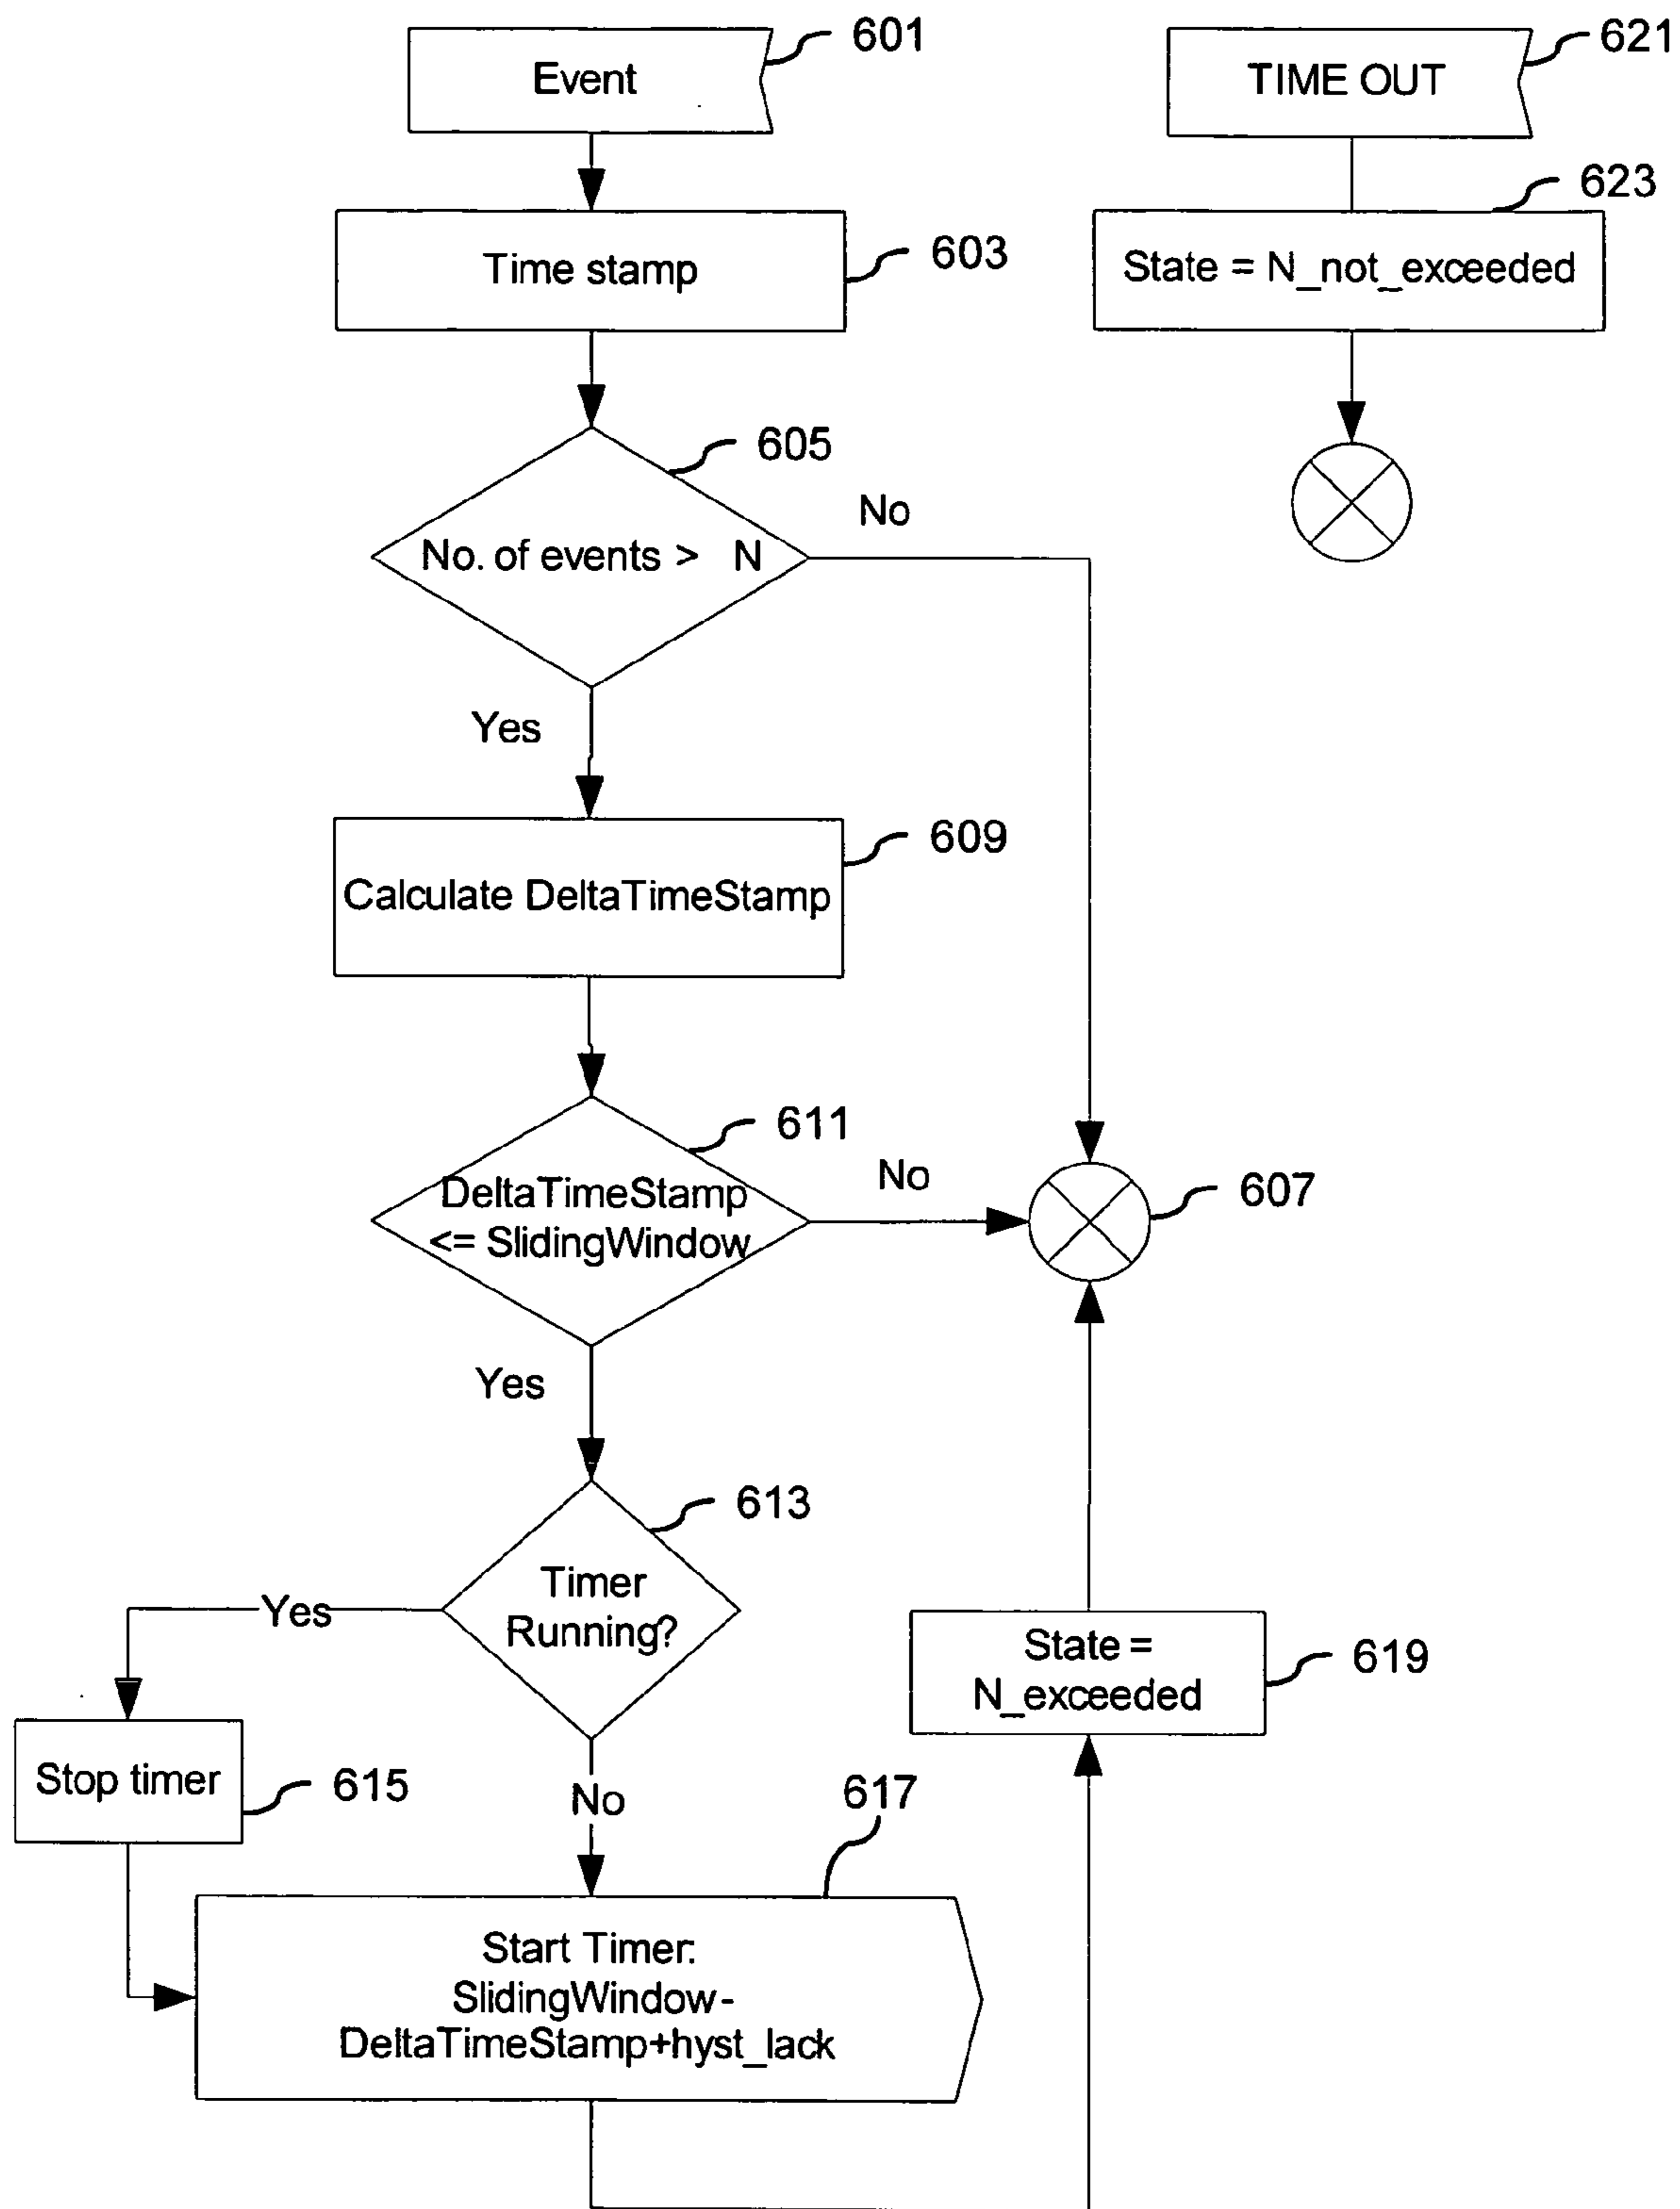 601
Event
603
Time stamp
605
No. of events > N
No
Yes
609
Calculate DeltaTimeStamp
611
DeltaTimeStamp
<= SlidingWindow
No
607
Yes
613
Timer
Running?
Yes
Stop timer
615
No
617
Start Timer:
SlidingWindow-
DeltaTimeStamp+hyst_lack
State =
N_exceeded
619
621
TIME OUT
623
State = N_not_exceeded